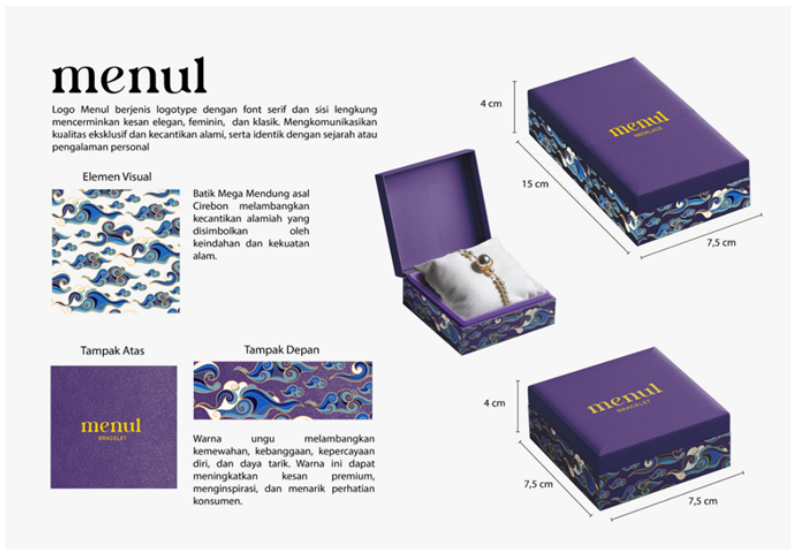 menul
Logo Menul berjenis logotype dengan font serif dan sisi lengkung
mencerminkan kesan elegan, feminin, dan klasik. Mengkomunikasikan
kualitas eksklusif dan kecantikan alami, serta identik dengan sejarah atau
pengalaman personal
Elemen Visual
Batik Mega Mendung asal
Cirebon melambangkan
kecantikan alamiah yang
disimbolkan oleh
keindahan dan kekuatan
alam.
Tampak Atas
menul
BRACELET
Tampak Depan
Warna ungu melambangkan
kemewahan, kebanggaan, kepercayaan
diri, dan daya tarik. Warna ini dapat
meningkatkan kesan premium,
menginspirasi, dan menarik perhatian
konsumen.
4 cm
menul
NECKLACE
15 cm
7,5 cm
4 cm
menul
BRACELET
7,5 cm
7,5 cm